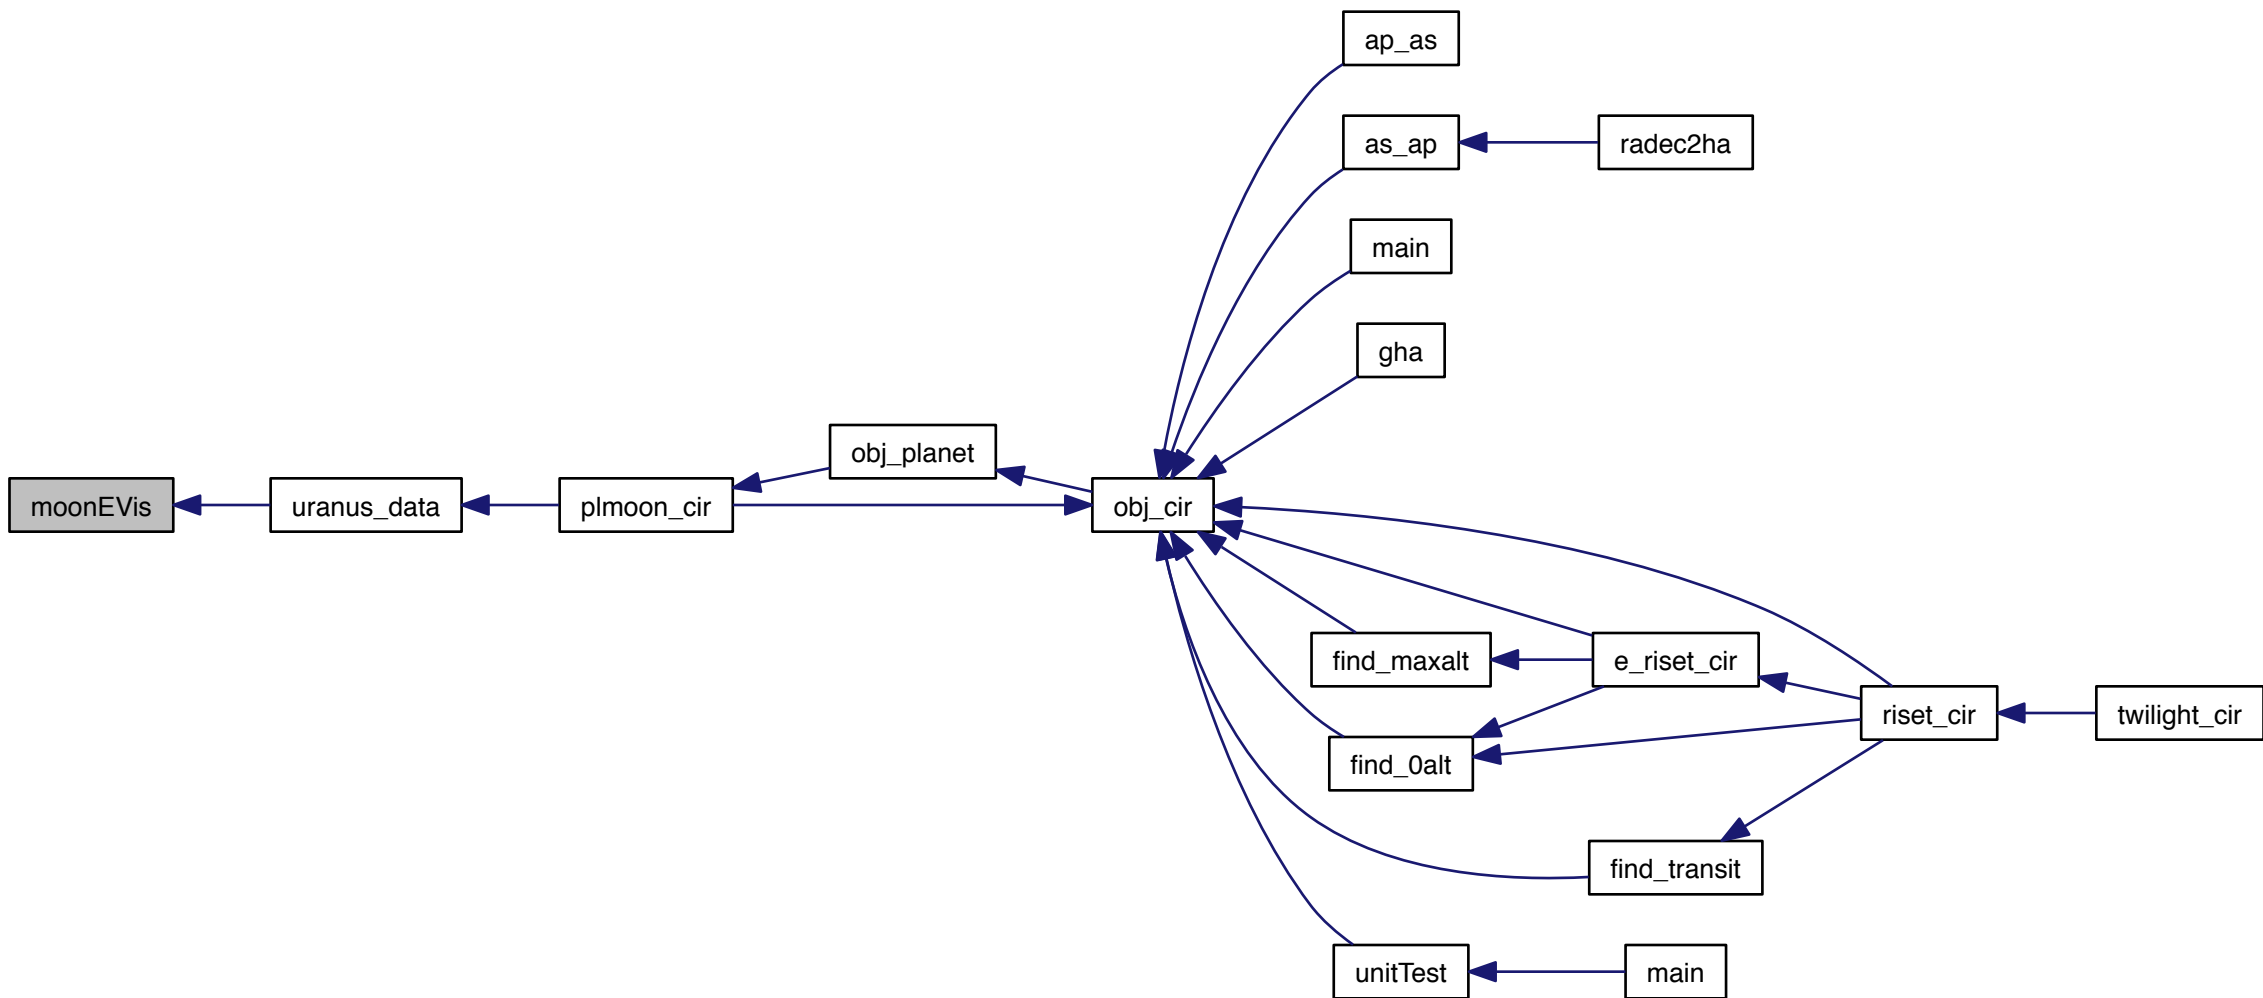 ap_as
as_ap
radec2ha
main
gha
obj_planet
moonEVis
uranus_data
plmoon_cir
obj_cir
find_maxalt
e_riset_cir
riset_cir
twilight_cir
find_0alt
find_transit
unitTest
main